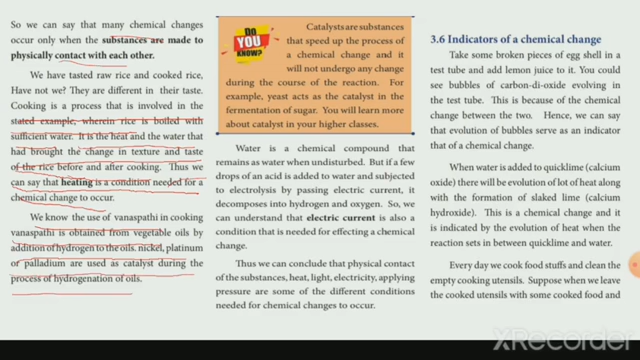 So we can say that many chemical changes
occur only when the substances are made to
physically contact with each other.
We have tasted raw rice and cooked rice,
Have not we? They are different in their taste.
Cooking is a process that is involved in the
stated example, wherein rice is boiled with
sufficient water. It is the heat and the water that
had brought the change in texture and taste
of the rice before and after cooking. Thus we
can say that heating is a condition needed for a
chemical change to occur.
We know the use of vanaspathi in cooking
vanaspathi is obtained from vegetable oils by
addition of hydrogen to the oils. nickel, platinum
or palladium are used as catalyst during the
process of hydrogenation of oils.
DO
YOU
KNOW
Catalysts are substances
that speed up the process of
a chemical change and it
will not undergo any change
during the course of the reaction. For
example, yeast acts as the catalyst in the
fermentation of sugar. You will learn more
about catalyst in your higher classes.
Water is a chemical compound that
remains as water when undisturbed. But if a few
drops of an acid is added to water and subjected
to electrolysis by passing electric current, it
decomposes into hydrogen and oxygen. So, we
can understand that electric current is also a
condition that is needed for effecting a chemical
change.
Thus we can conclude that physical contact
of the substances, heat, light, electricity, applying
pressure are some of the different conditions
needed for chemical changes to occur.
3.6 Indicators of a chemical change
Take some broken pieces of egg shell in a
test tube and add lemon juice to it. You could
see bubbles of carbon-di-oxide evolving in
the test tube. This is because of the chemical
change between the two. Hence, we can say
that evolution of bubbles serve as an indicator
that of a chemical change.
When water is added to quicklime (calcium
oxide) there will be evolution of lot of heat along
with the formation of slaked lime (calcium
hydroxide). This is a chemical change and it
is indicated by the evolution of heat when the
reaction sets in between quicklime and water.
Every day we cook food stuffs and clean the
empty cooking utensils. Suppose when we leave
the cooked utensils with some cooked food and
XRecorder